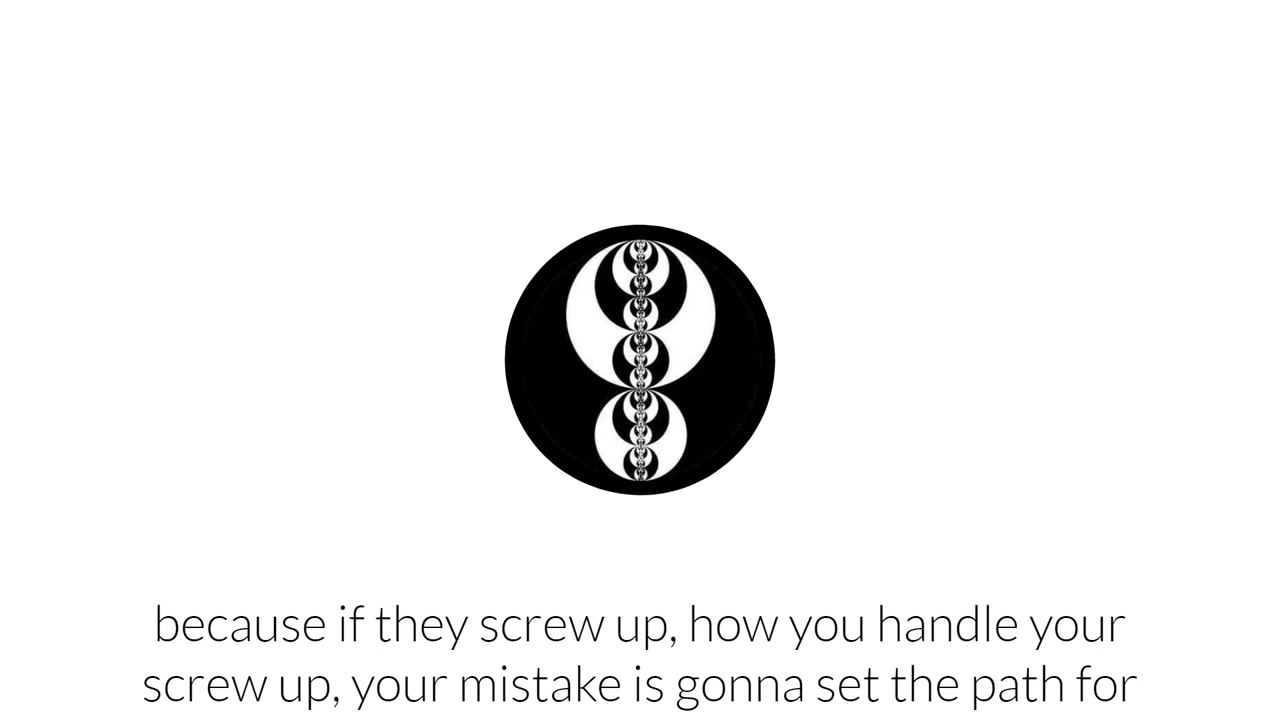 because if they screw up, how you handle your
screw up, your mistake is gonna set the path for